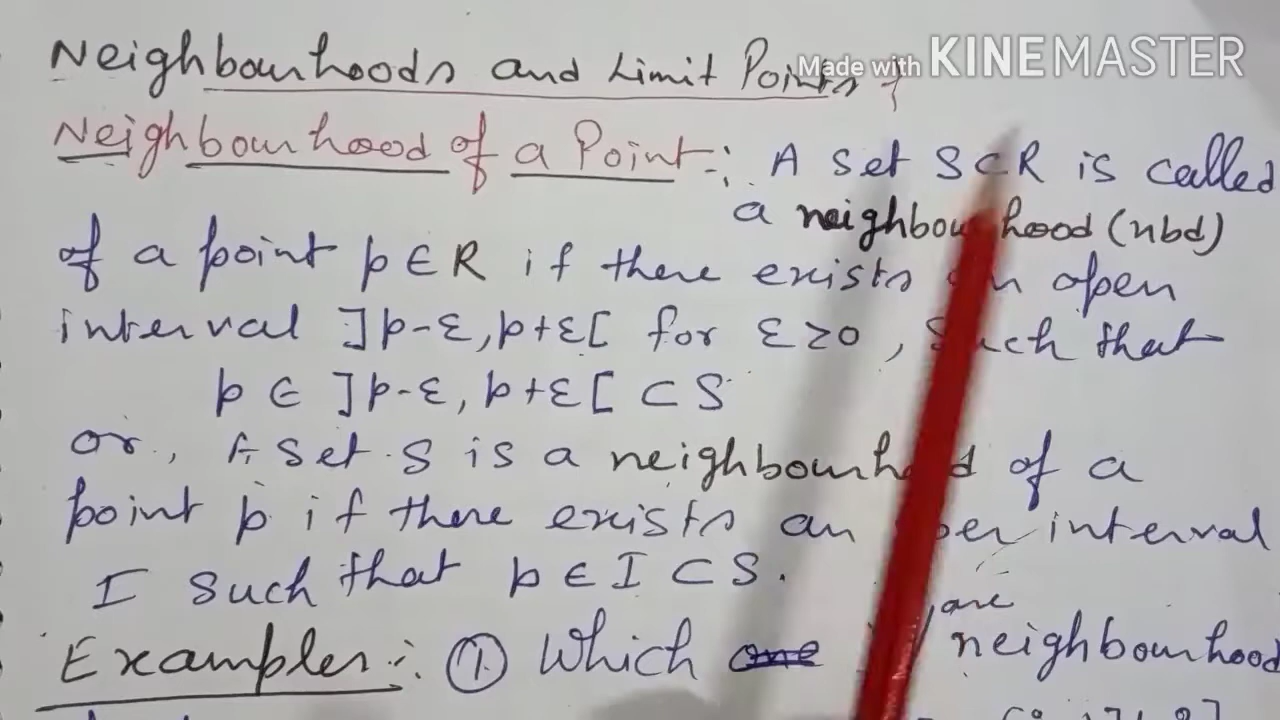 Neighbourhoods and Limit Points :
Made with KINEMASTER
Neighbourhood of a Point :- A set S⊂R is called
a neighbourhood (nbd)
of a point p∈R if there exists an open
interval ]p-ε, p+ε[ for ε>0, such that
p ∈ ]p-ε, p+ε[ ⊂ S
or, A set S is a neighbourhood of a
point p if there exists an open interval
I such that p ∈ I ⊂ S.
are
Examples :- ① Which neighbourhood